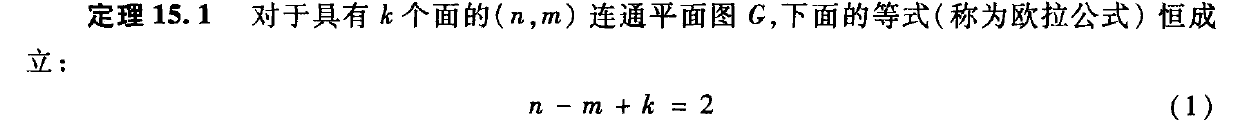 定理 15.1 对于具有 k 个面的(n,m) 连通平面图 G,下面的等式(称为欧拉公式) 恒成
立:
n - m + k = 2 (1)